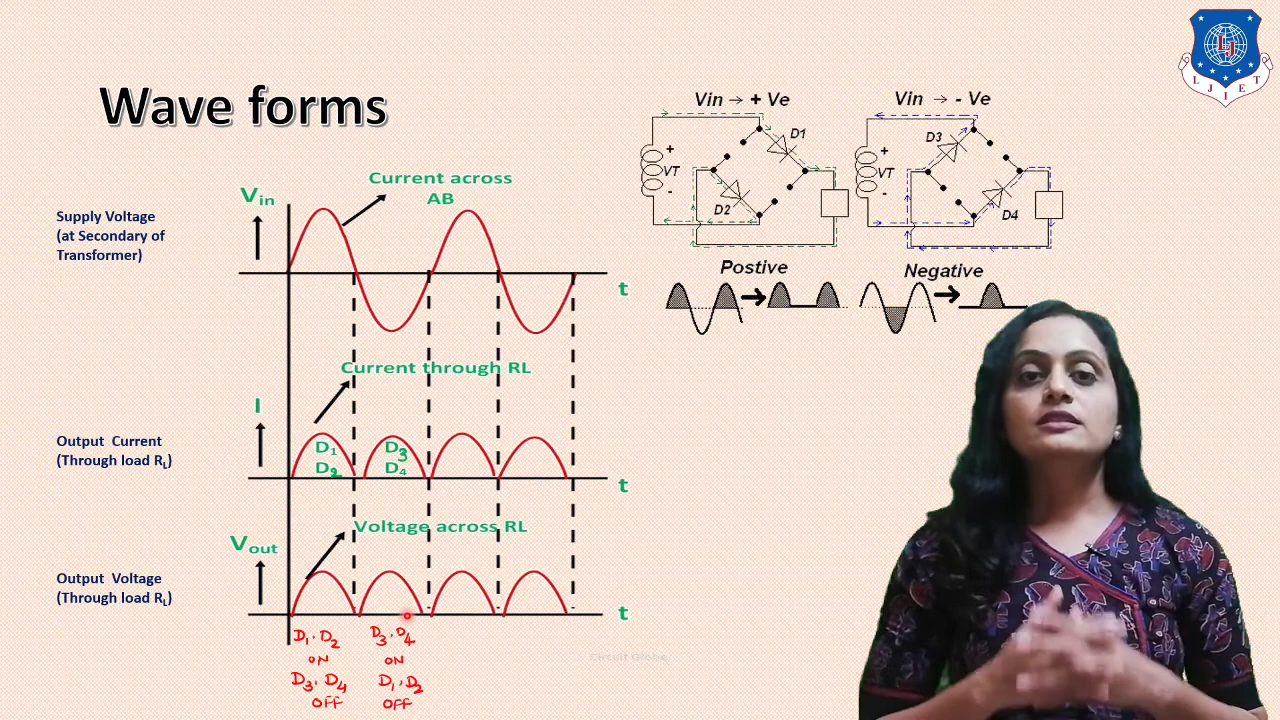 L J I E T
Wave forms
Vin → + Ve
Vin → - Ve
D1
+
VT
-
D2
D3
+
VT
-
D4
Postive
Negative
Supply Voltage
(at Secondary of
Transformer)
Vin
Current across
AB
t
Current through RL
Output Current
(Through load RL)
I
D1
D2
D3
D4
t
Voltage across RL
Output Voltage
(Through load RL)
Vout
t
D1, D2
ON
D3, D4
OFF
D3, D4
ON
D1, D2
OFF
Circuit Globe